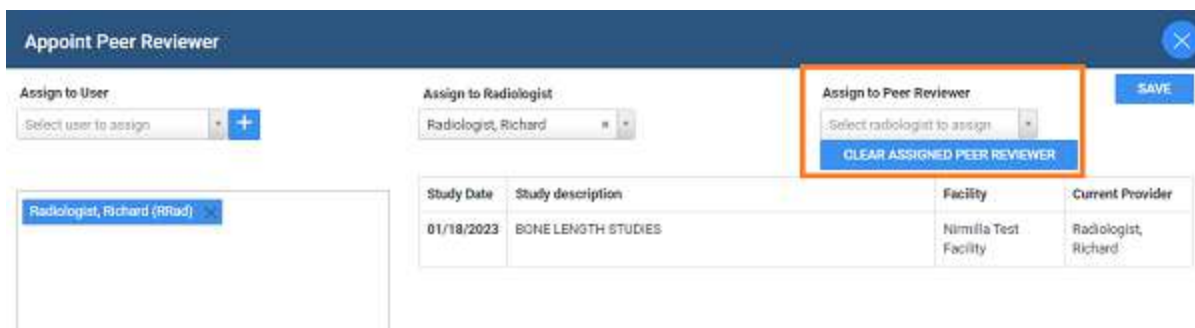 Appoint Peer Reviewer
Assign to User
Select user to assign
+
Assign to Radiologist
Radiologist, Richard
Assign to Peer Reviewer
Select radiologist to assign
CLEAR ASSIGNED PEER REVIEWER
SAVE
Radiologist, Richard (RRad)
Study Date Study description Facility Current Provider
01/18/2023 BONE LENGTH STUDIES Nirmilla Test Radiologist,
Facility Richard